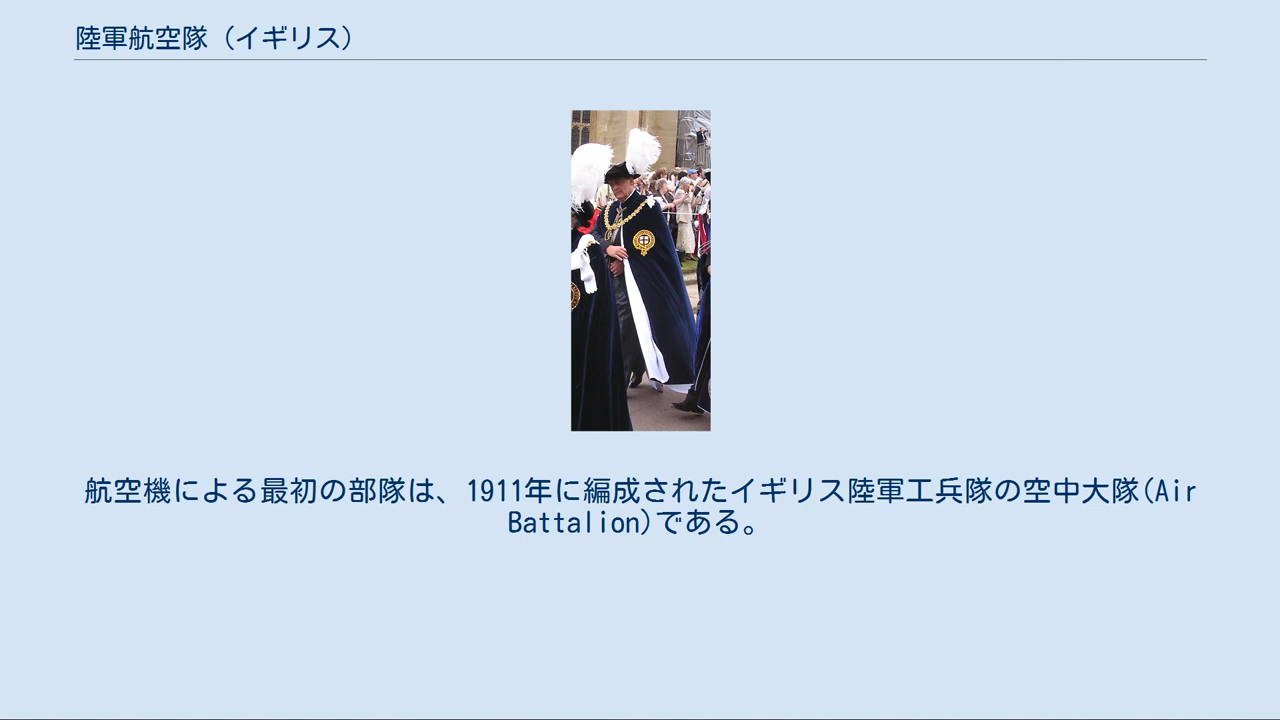 陸軍航空隊（イギリス）
航空機による最初の部隊は、1911年に編成されたイギリス陸軍工兵隊の空中大隊(Air
Battalion)である。